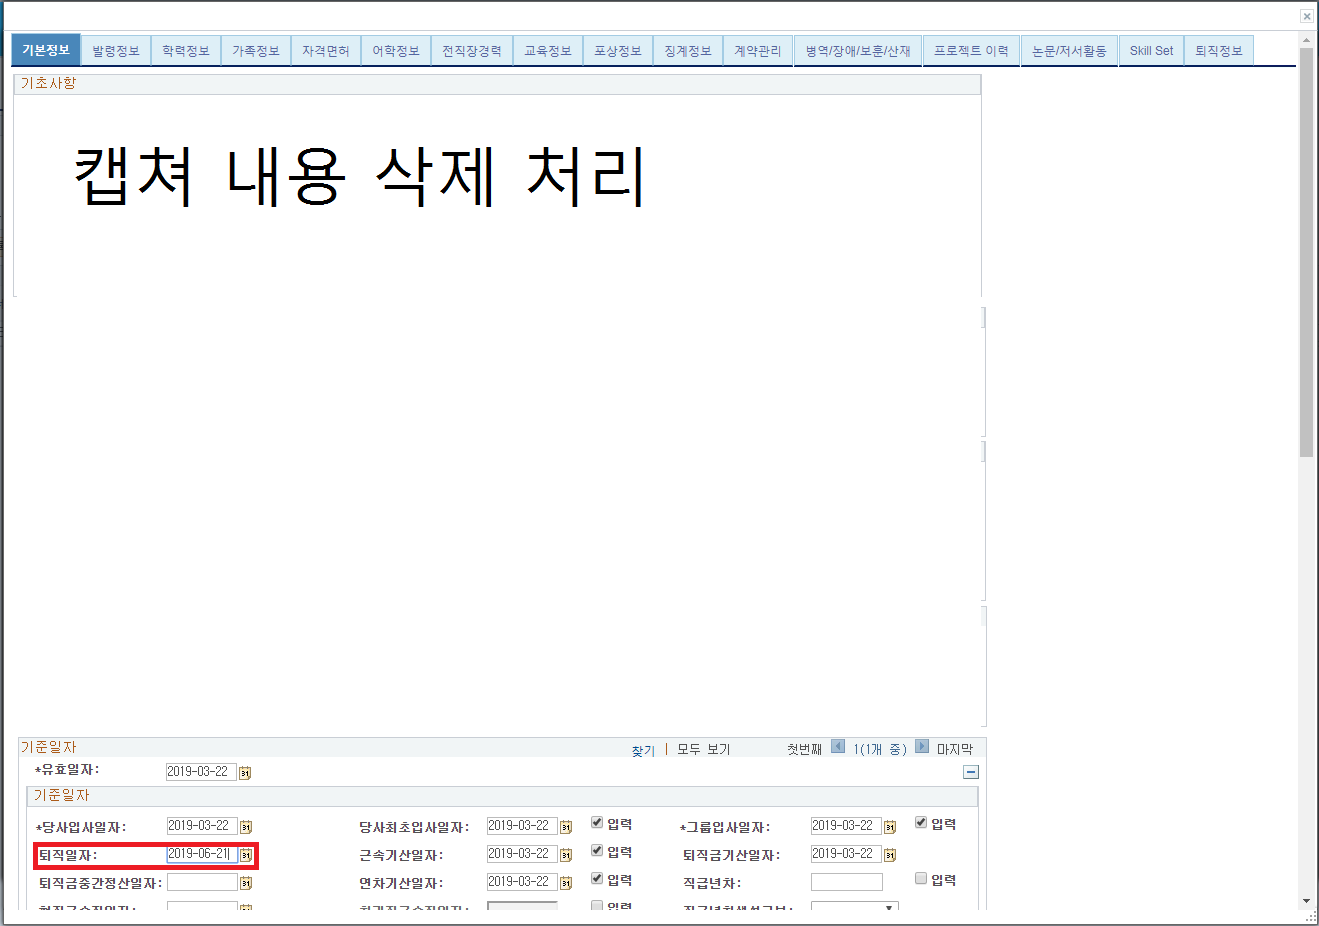 기본정보 발령정보 학력정보 가족정보 자격면허 어학정보 전직장경력 교육정보 포상정보 징계정보 계약관리 병역/장애/보훈/산재 프로젝트 이력 논문/저서활동 Skill Set 퇴직정보
기초사항
캡쳐 내용 삭제 처리
기준일자 찾기 | 모두 보기 첫번째 1(1개 중) 마지막
*유효일자: 2019-03-22
기준일자
*당사입사일자: 2019-03-22 당사최초입사일자: 2019-03-22 입력 *그룹입사일자: 2019-03-22 입력
퇴직일자: 2019-06-21 근속기산일자: 2019-03-22 입력 퇴직금기산일자: 2019-03-22
퇴직금중간정산일자: 연차기산일자: 2019-03-22 입력 직급년차: 입력